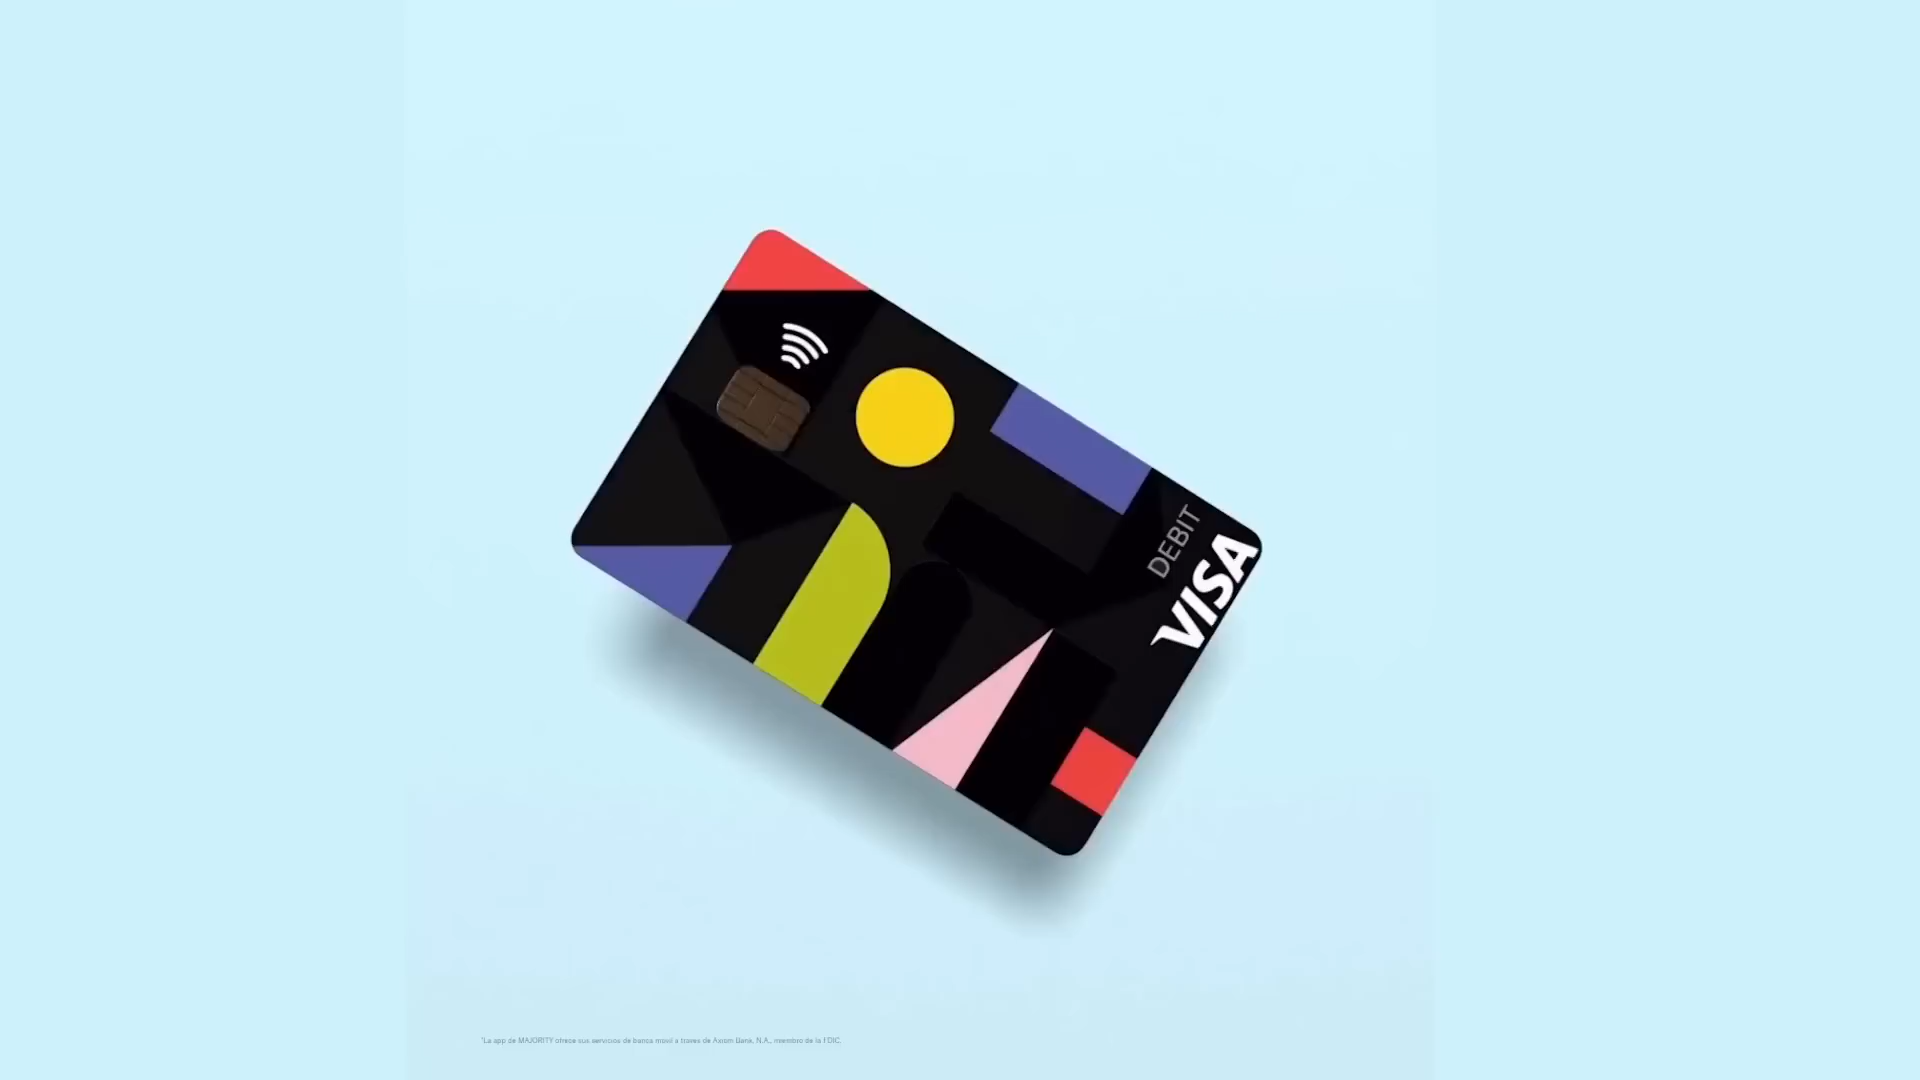 DEBIT
VISA
¹La app de MAJORITY ofrece sus servicios de banca móvil a través de Axiom Bank, N.A., miembro de la FDIC.